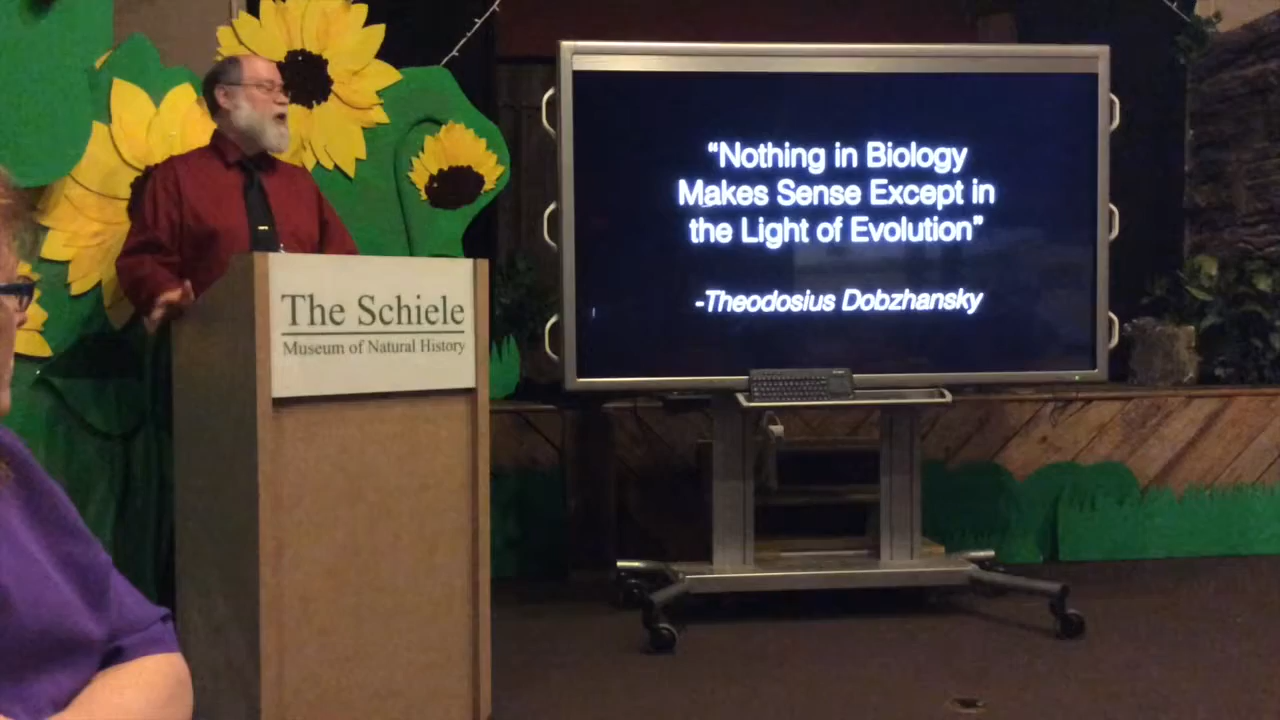 The Schiele
Museum of Natural History
“Nothing in Biology
Makes Sense Except in
the Light of Evolution”
-Theodosius Dobzhansky